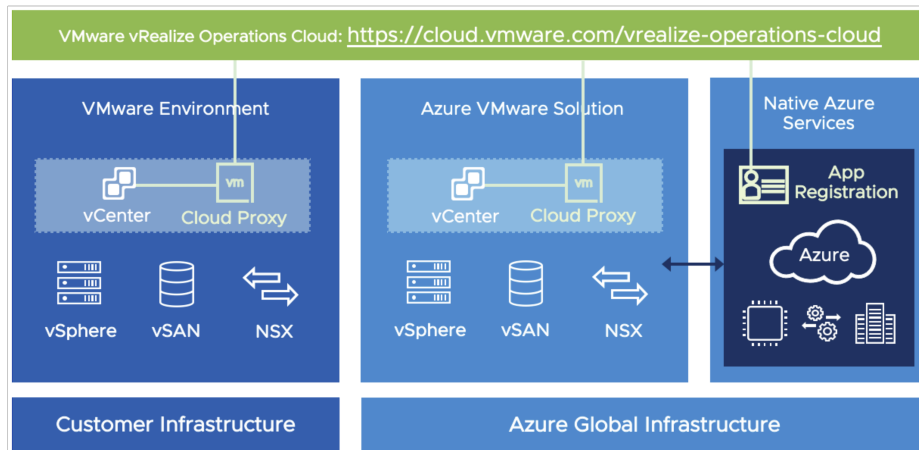 VMware vRealize Operations Cloud: https://cloud.vmware.com/vrealize-operations-cloud
VMware Environment
vCenter
vm
Cloud Proxy
vSphere
vSAN
NSX
Customer Infrastructure
Azure VMware Solution
vCenter
vm
Cloud Proxy
vSphere
vSAN
NSX
Native Azure
Services
App
Registration
Azure
Azure Global Infrastructure